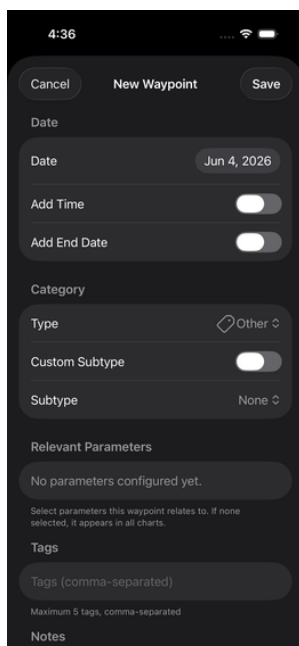 4:36
Cancel
New Waypoint
Save
Date
Date
Jun 4, 2026
Add Time
Add End Date
Category
Type
Other
Custom Subtype
Subtype
None
Relevant Parameters
No parameters configured yet.
Select parameters this waypoint relates to. If none
selected, it appears in all charts.
Tags
Tags (comma-separated)
Maximum 5 tags, comma-separated
Notes